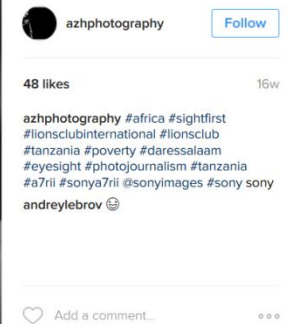 azhphotography Follow
48 likes 16w
azhphotography #africa #sightfirst
#lionsclubinternational #lionsclub
#tanzania #poverty #daressalaam
#eyesight #photojournalism #tanzania
#a7rii #sonya7rii @sonyimages #sony sony
andreylebrov 😄
Add a comment...